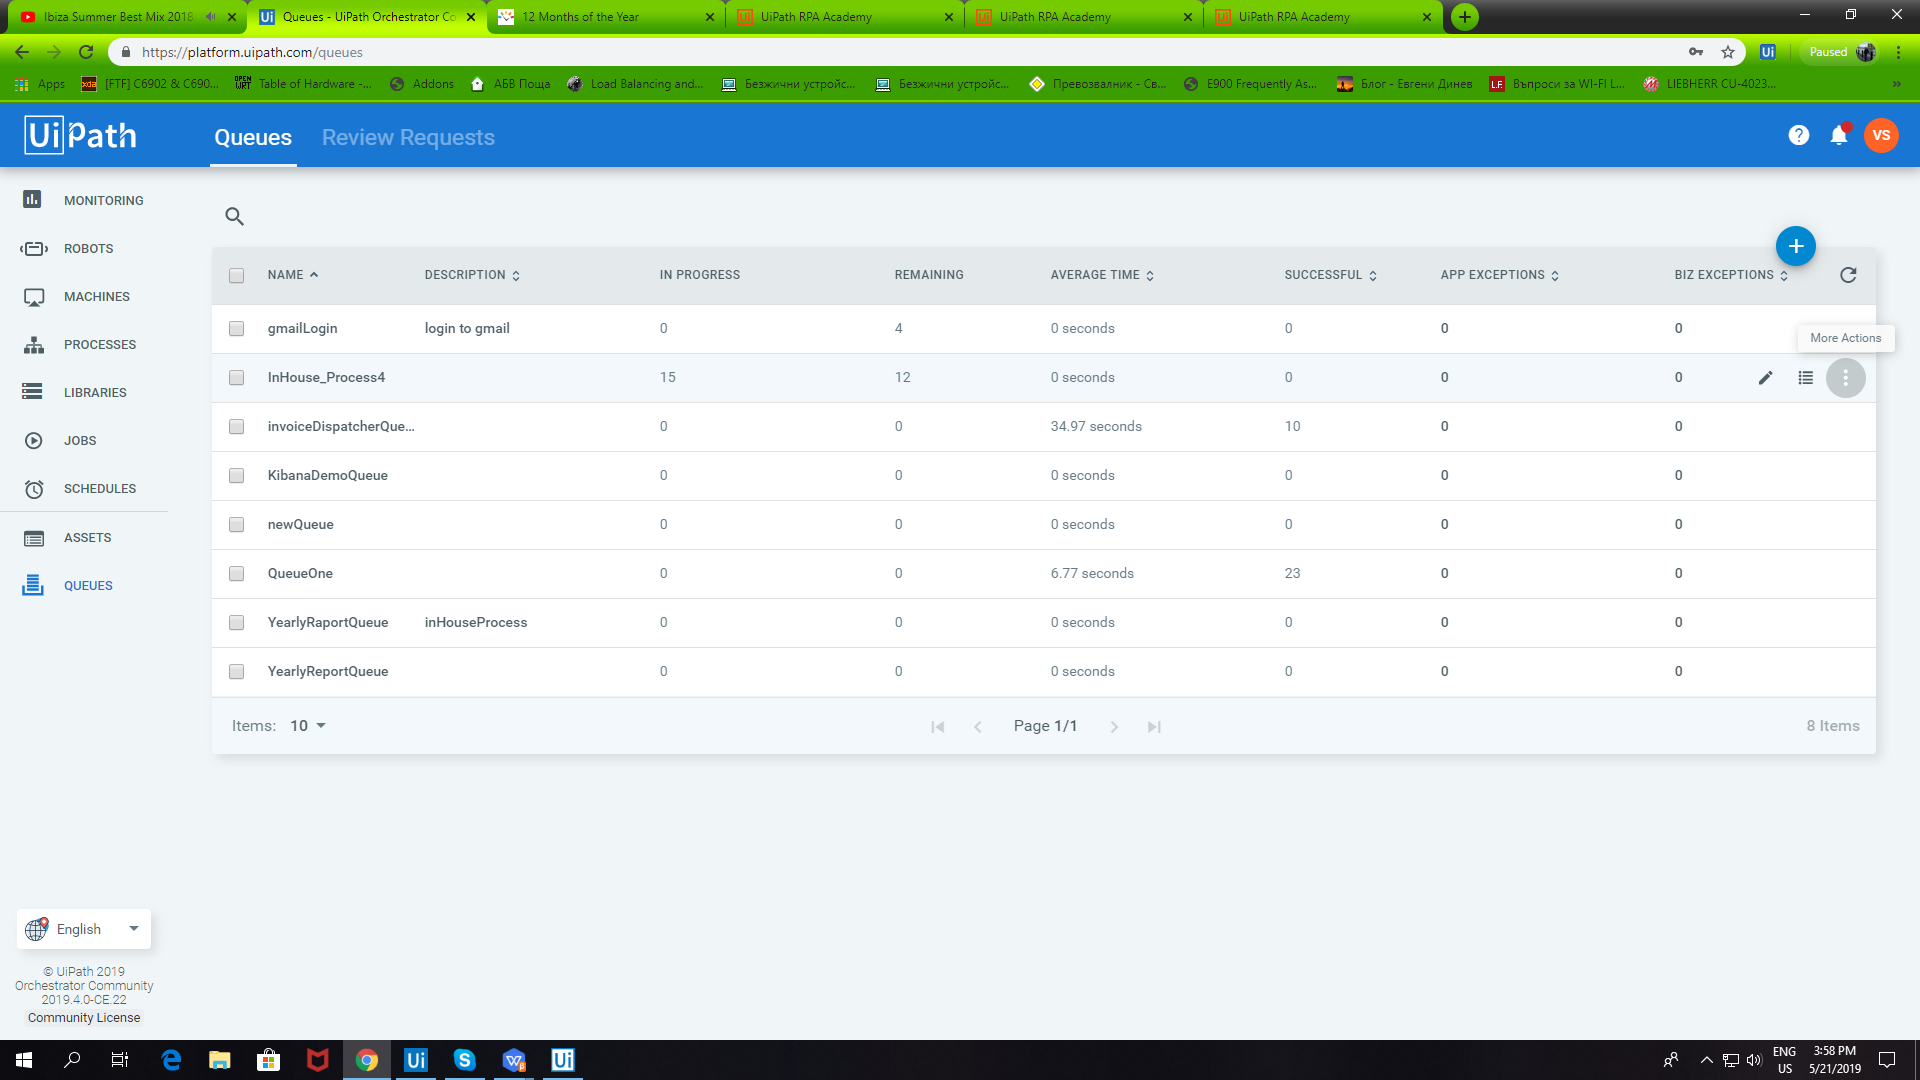 Ibiza Summer Best Mix 2018
Queues - UiPath Orchestrator Co
12 Months of the Year
UiPath RPA Academy
UiPath RPA Academy
UiPath RPA Academy
https://platform.uipath.com/queues
Paused
Apps
[FTF] C6902 & C690...
Table of Hardware -...
Addons
АБВ Поща
Load Balancing and...
Безжични устройс...
Безжични устройс...
Превозвалник - Св...
E900 Frequently As...
Блог - Евгени Динев
Въпроси за WI-FI L...
LIEBHERR CU-4023...
UiPath
Queues
Review Requests
VS
MONITORING
ROBOTS
MACHINES
PROCESSES
LIBRARIES
JOBS
SCHEDULES
ASSETS
QUEUES
NAME DESCRIPTION IN PROGRESS REMAINING AVERAGE TIME SUCCESSFUL APP EXCEPTIONS BIZ EXCEPTIONS
gmailLogin login to gmail 0 4 0 seconds 0 0 0
More Actions
InHouse_Process4 15 12 0 seconds 0 0 0
invoiceDispatcherQue... 0 0 34.97 seconds 10 0 0
KibanaDemoQueue 0 0 0 seconds 0 0 0
newQueue 0 0 0 seconds 0 0 0
QueueOne 0 0 6.77 seconds 23 0 0
YearlyRaportQueue inHouseProcess 0 0 0 seconds 0 0 0
YearlyReportQueue 0 0 0 seconds 0 0 0
Items: 10
Page 1/1
8 Items
English
© UiPath 2019
Orchestrator Community
2019.4.0-CE.22
Community License
ENG
US
3:58 PM
5/21/2019